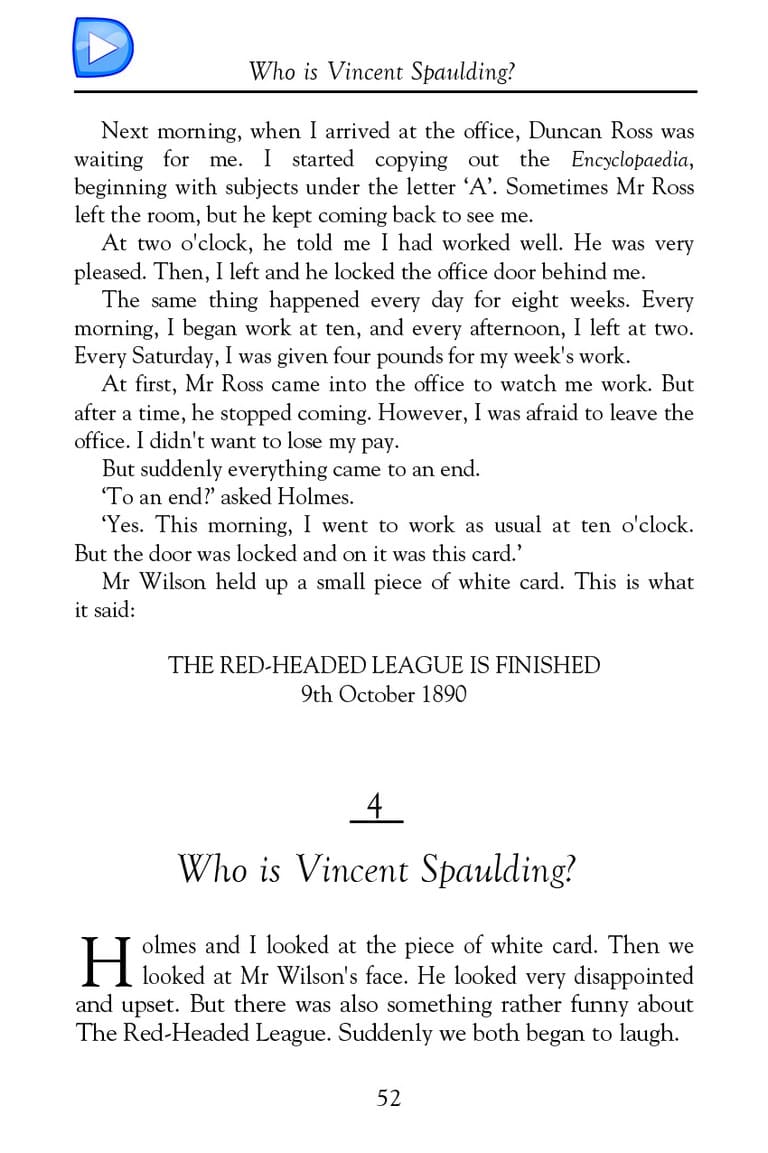 Who is Vincent Spaulding?
Next morning, when I arrived at the office, Duncan Ross was
waiting for me. I started copying out the Encyclopaedia,
beginning with subjects under the letter ‘A’. Sometimes Mr Ross
left the room, but he kept coming back to see me.
At two o'clock, he told me I had worked well. He was very
pleased. Then, I left and he locked the office door behind me.
The same thing happened every day for eight weeks. Every
morning, I began work at ten, and every afternoon, I left at two.
Every Saturday, I was given four pounds for my week's work.
At first, Mr Ross came into the office to watch me work. But
after a time, he stopped coming. However, I was afraid to leave the
office. I didn't want to lose my pay.
But suddenly everything came to an end.
‘To an end?’ asked Holmes.
‘Yes. This morning, I went to work as usual at ten o'clock.
But the door was locked and on it was this card.’
Mr Wilson held up a small piece of white card. This is what
it said:
THE RED-HEADED LEAGUE IS FINISHED
9th October 1890
4
Who is Vincent Spaulding?
Holmes and I looked at the piece of white card. Then we
looked at Mr Wilson's face. He looked very disappointed
and upset. But there was also something rather funny about
The Red-Headed League. Suddenly we both began to laugh.
52